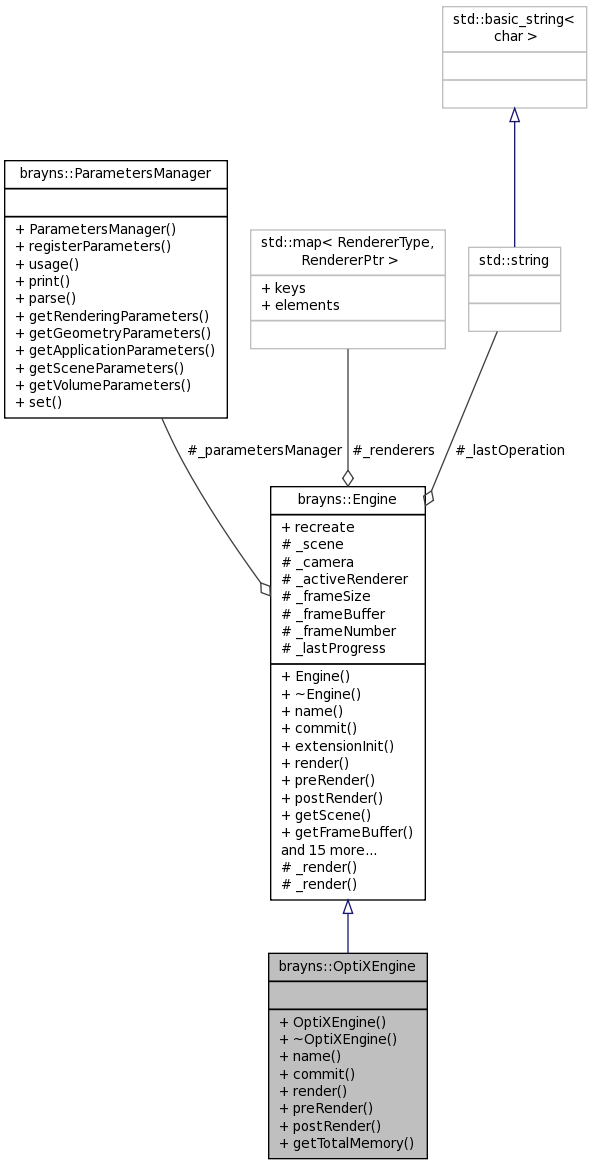 std::basic_string<
char >
brayns::ParametersManager
+ ParametersManager()
+ registerParameters()
+ usage()
+ print()
+ parse()
+ getRenderingParameters()
+ getGeometryParameters()
+ getApplicationParameters()
+ getSceneParameters()
+ getVolumeParameters()
+ set()
std::map< RendererType,
RendererPtr >
+ keys
+ elements
std::string
#_parametersManager
#_renderers
#_lastOperation
brayns::Engine
+ recreate
# _scene
# _camera
# _activeRenderer
# _frameSize
# _frameBuffer
# _frameNumber
# _lastProgress
+ Engine()
+ ~Engine()
+ name()
+ commit()
+ extensionInit()
+ render()
+ preRender()
+ postRender()
+ getScene()
+ getFrameBuffer()
and 15 more...
# _render()
# _render()
brayns::OptiXEngine
+ OptiXEngine()
+ ~OptiXEngine()
+ name()
+ commit()
+ render()
+ preRender()
+ postRender()
+ getTotalMemory()